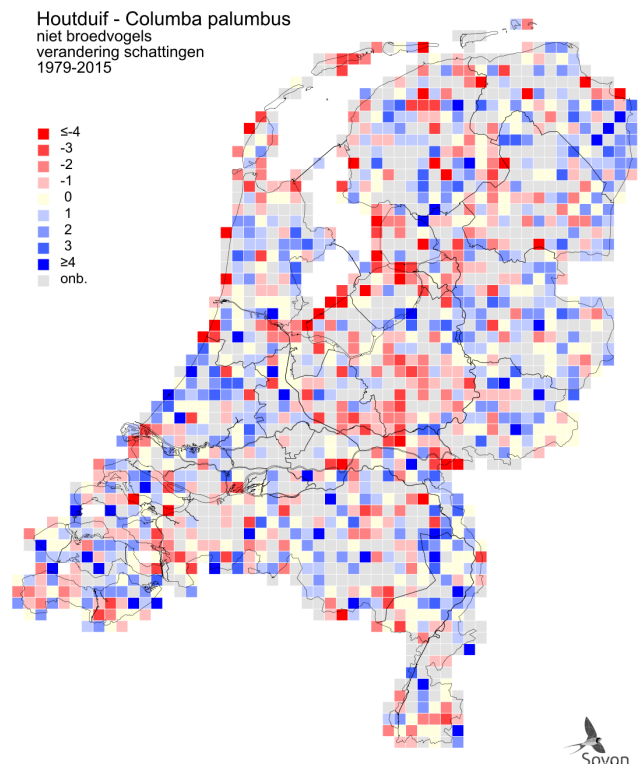 Houtduif - Columba palumbus
niet broedvogels
verandering schattingen
1979-2015
≤-4
-3
-2
-1
0
1
2
3
≥4
onb.
Sovon